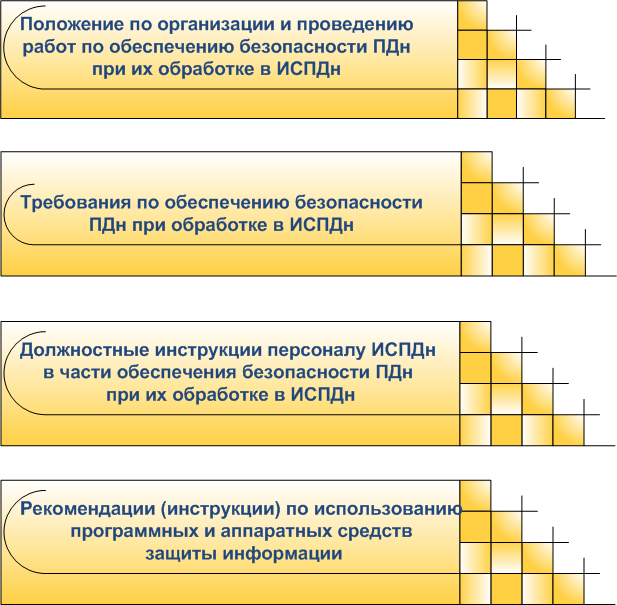 Положение по организации и проведению
работ по обеспечению безопасности ПДн
при их обработке в ИСПДн
Требования по обеспечению безопасности
ПДн при обработке в ИСПДн
Должностные инструкции персоналу ИСПДн
в части обеспечения безопасности ПДн
при их обработке в ИСПДн
Рекомендации (инструкции) по использованию
программных и аппаратных средств
защиты информации